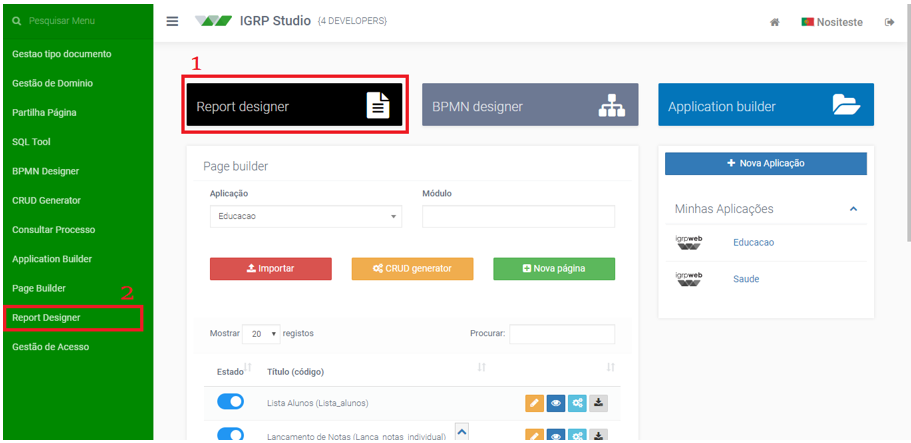 Pesquisar Menu
IGRP Studio (4 DEVELOPERS)
Nositeste
Gestao tipo documento
Gestão de Dominio
Partilha Página
SQL Tool
BPMN Designer
CRUD Generator
Consultar Processo
Application Builder
Page Builder
2
Report Designer
Gestão de Acesso
1
Report designer
BPMN designer
Application builder
Page builder
Aplicação
Módulo
Educacao
Importar
CRUD generator
Nova página
Mostrar 20 registos
Procurar:
Estado
Título (código)
Lista Alunos (Lista_alunos)
Lancamento de Notas (Lanca_notas_individual)
Nova Aplicação
Minhas Aplicações
igrpweb
Educacao
igrpweb
Saude